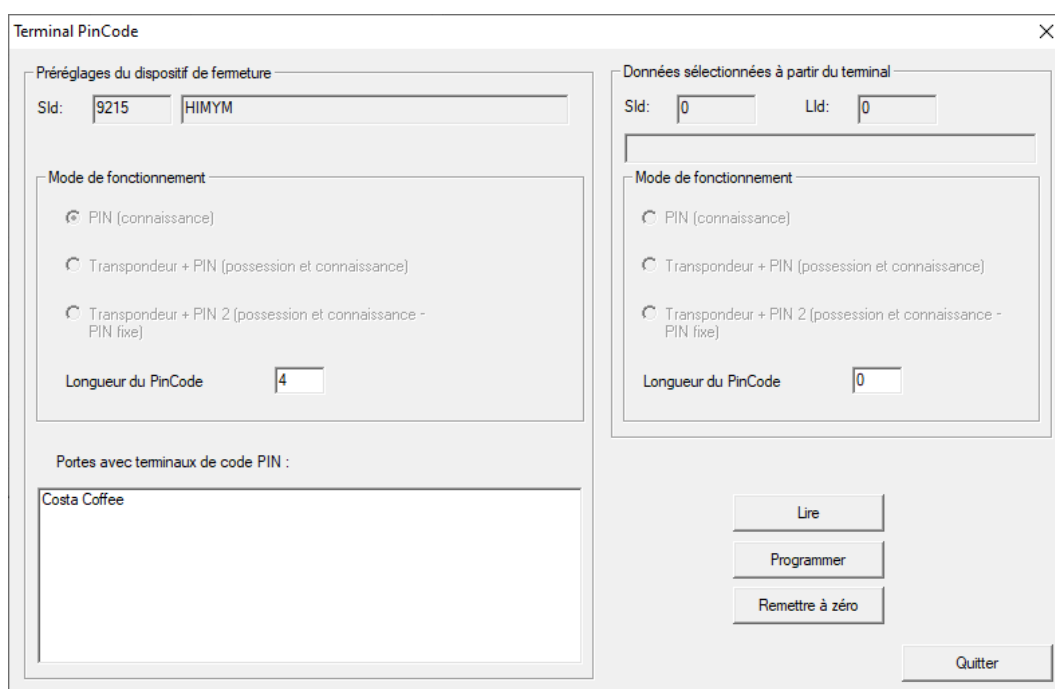 Terminal PinCode
Préréglages du dispositif de fermeture
SId: 9215 HIMYM
Mode de fonctionnement
PIN (connaissance)
Transpondeur + PIN (possession et connaissance)
Transpondeur + PIN 2 (possession et connaissance -
PIN fixe)
Longueur du PinCode 4
Portes avec terminaux de code PIN :
Costa Coffee
Données sélectionnées à partir du terminal
SId: 0 LId: 0
Mode de fonctionnement
PIN (connaissance)
Transpondeur + PIN (possession et connaissance)
Transpondeur + PIN 2 (possession et connaissance -
PIN fixe)
Longueur du PinCode 0
Lire
Programmer
Remettre à zéro
Quitter